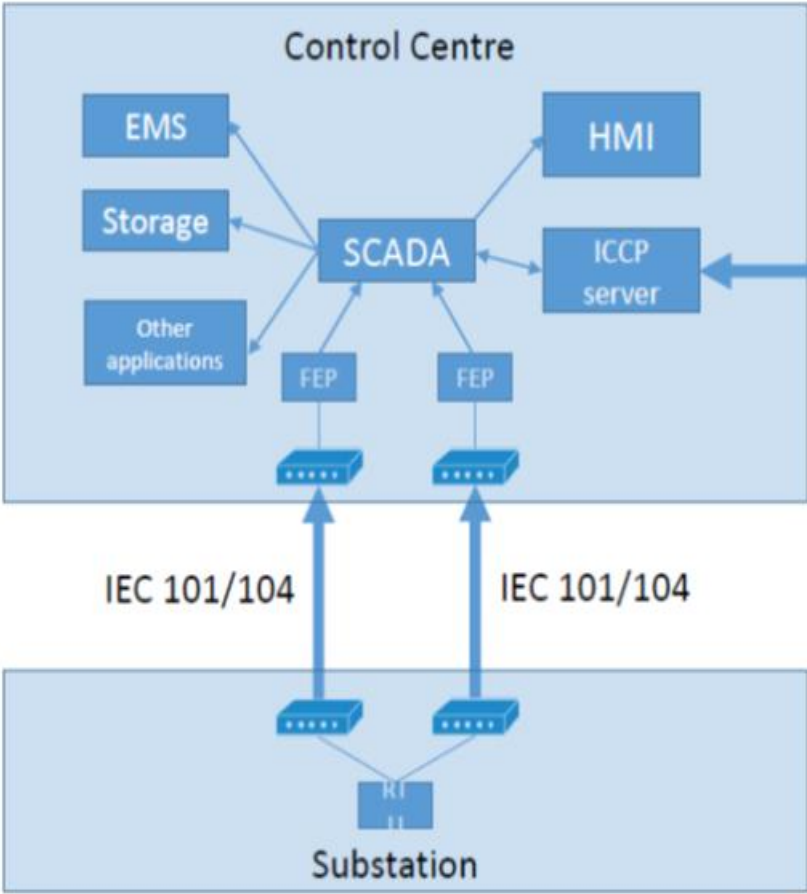 Control Centre
EMS
HMI
Storage
SCADA
ICCP
server
Other
applications
FEP
FEP
IEC 101/104
IEC 101/104
RT
U
Substation